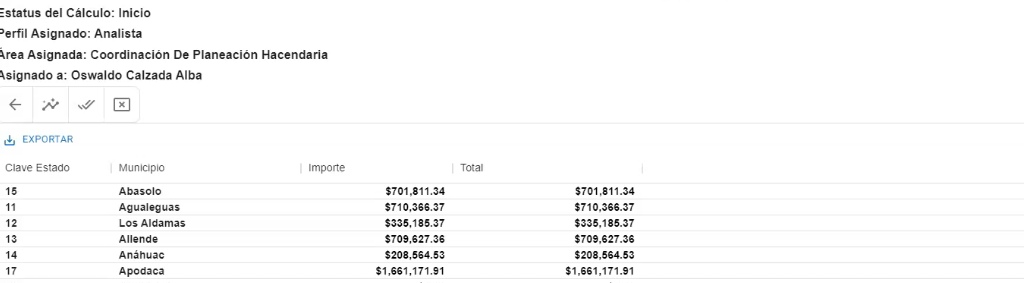 Estatus del Cálculo: Inicio
Perfil Asignado: Analista
Área Asignada: Coordinación De Planeación Hacendaria
Asignado a: Oswaldo Calzada Alba
EXPORTAR
Clave Estado Municipio Importe Total
15 Abasolo $701,811.34 $701,811.34
11 Agualeguas $710,366.37 $710,366.37
12 Los Aldamas $335,185.37 $335,185.37
13 Allende $709,627.36 $709,627.36
14 Anáhuac $208,564.53 $208,564.53
17 Apodaca $1,661,171.91 $1,661,171.91